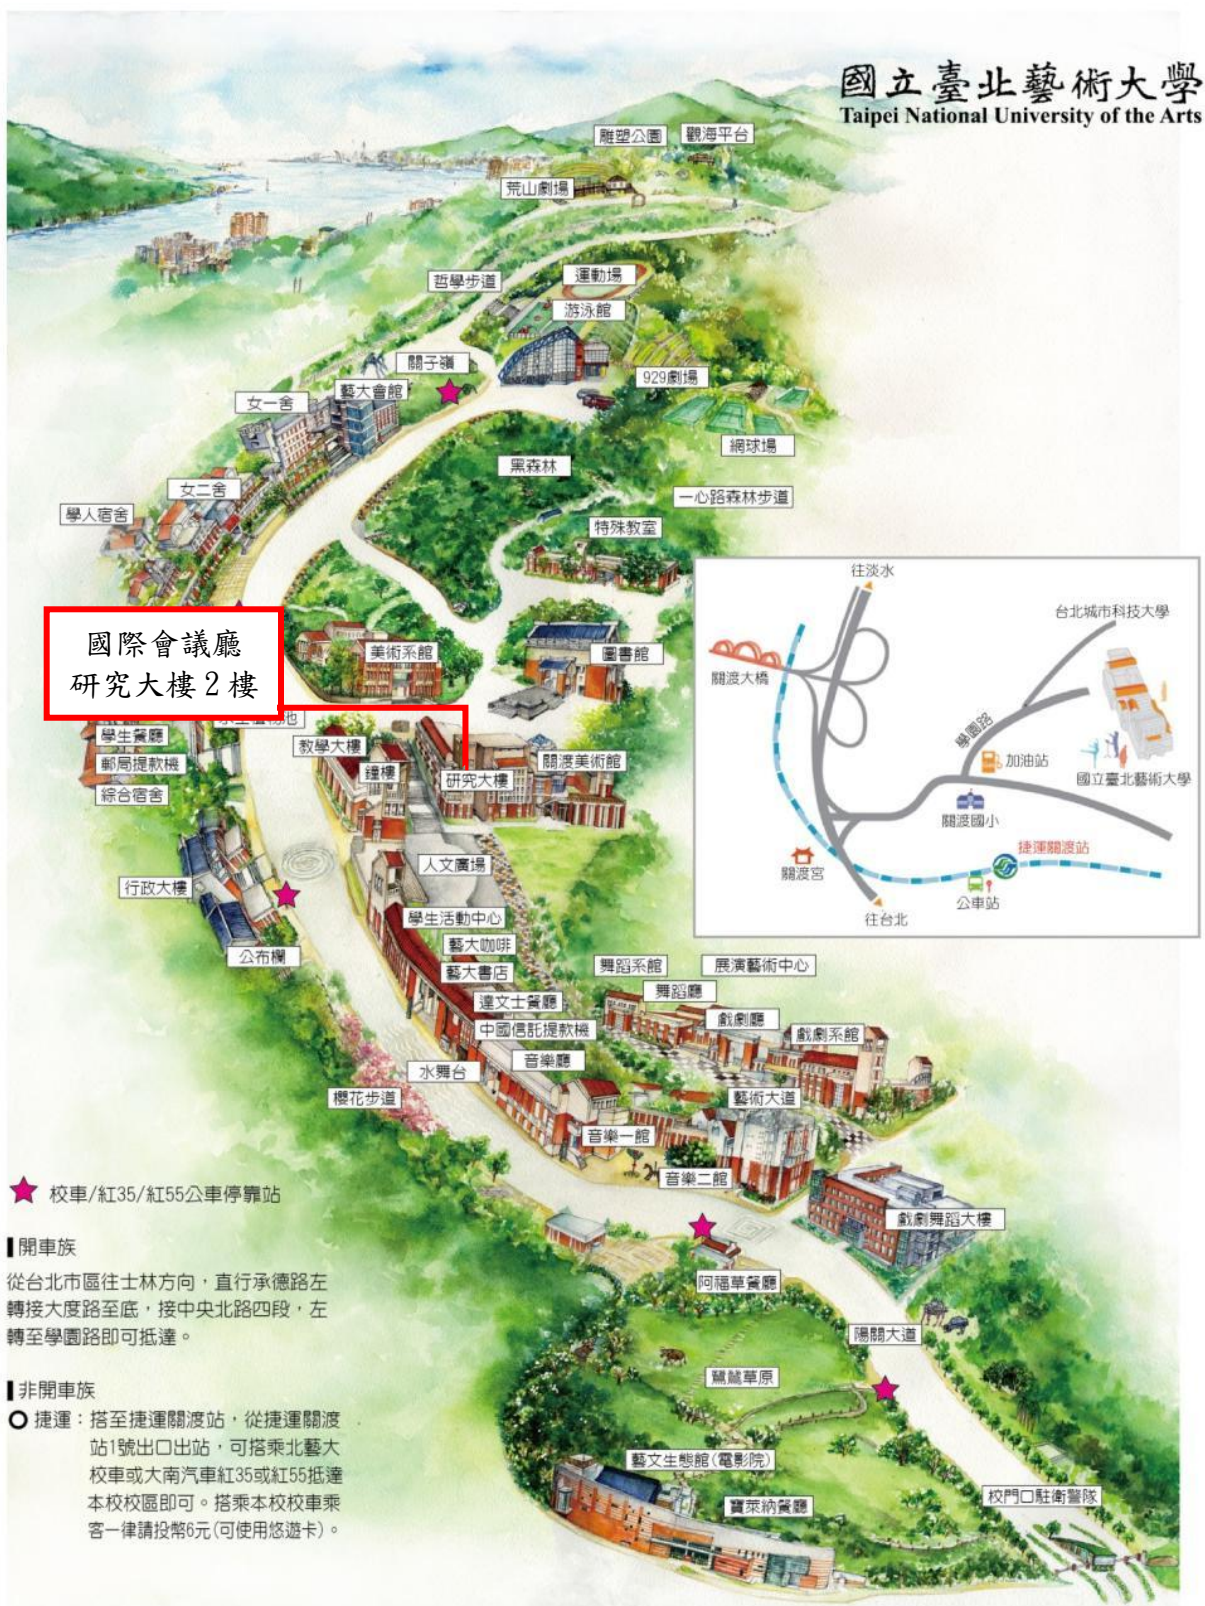 國立臺北藝術大學
Taipei National University of the Arts
雕塑公園
觀海平台
荒山劇場
哲學步道
運動場
游泳館
關子嶺
藝大會館
929劇場
女一舍
網球場
黑森林
女二舍
一心路森林步道
學人宿舍
特殊教室
國際會議廳
研究大樓2樓
美術系館
圖書館
學生餐廳
郵局提款機
綜合宿舍
教學大樓
鐘樓
研究大樓
關渡美術館
人文廣場
行政大樓
學生活動中心
公布欄
藝大咖啡
藝大書店
達文士餐廳
中國信託提款機
舞蹈系館
展演藝術中心
舞蹈廳
戲劇廳
戲劇系館
音樂廳
水舞台
櫻花步道
藝術大道
音樂一館
音樂二館
戲劇舞蹈大樓
阿福草餐廳
陽關大道
鷺鷥草原
藝文生態館(電影院)
寶萊納餐廳
校門口駐衛警隊
往淡水
台北城市科技大學
關渡大橋
學園路
加油站
國立臺北藝術大學
關渡國小
捷運關渡站
關渡宮
公車站
往台北
校車/紅35/紅55公車停靠站
開車族
從台北市區往士林方向，直行承德路左
轉接大度路至底，接中央北路四段，左
轉至學園路即可抵達。
非開車族
捷運：搭至捷運關渡站，從捷運關渡
站1號出口出站，可搭乘北藝大
校車或大南汽車紅35或紅55抵達
本校校區即可。搭乘本校校車乘
客一律請投幣6元(可使用悠遊卡)。